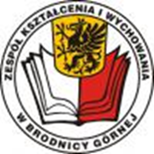 ZESPÓŁ KSZTAŁCENIA I WYCHOWANIA
W BRODNICY GÓRNEJ